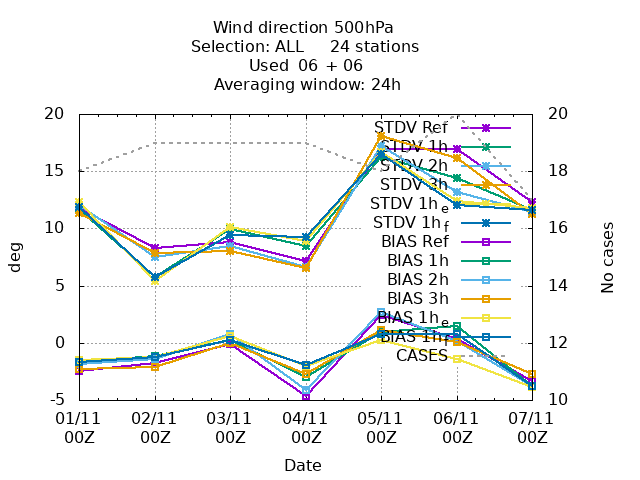 Wind direction 500hPa
Selection: ALL 24 stations
Used 06 + 06
Averaging window: 24h
20
15
10
5
0
-5
deg
20
18
16
14
12
10
No cases
STDV Ref
STDV 1h
STDV 2h
STDV 3h
STDV 1he
STDV 1hf
BIAS Ref
BIAS 1h
BIAS 2h
BIAS 3h
BIAS 1he
BIAS 1hf
CASES
01/11 02/11 03/11 04/11 05/11 06/11 07/11
00Z 00Z 00Z 00Z 00Z 00Z 00Z
Date